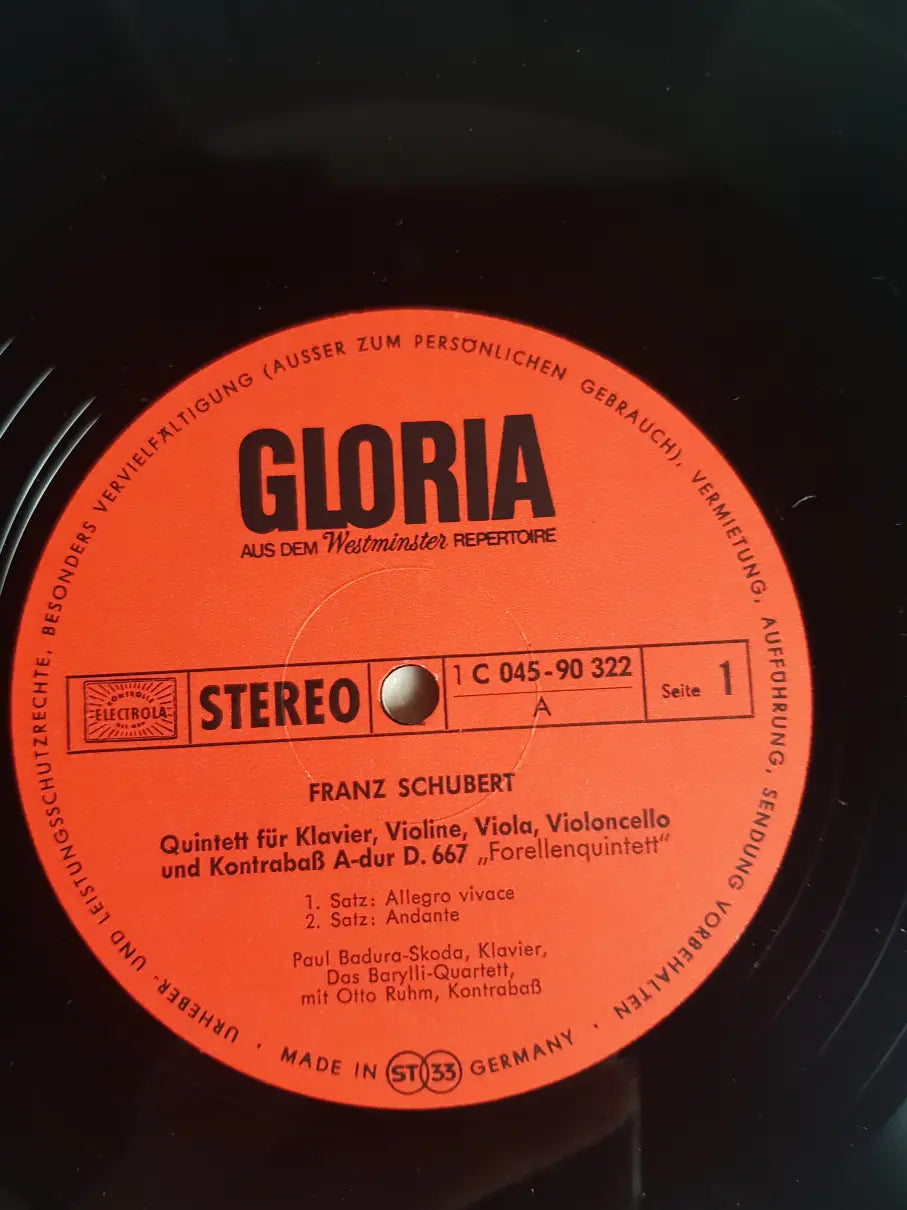 URHEBER- UND LEISTUNGSSCHUTZRECHTE, BESONDERS VERVIELFÄLTIGUNG (AUSSER ZUM PERSÖNLICHEN GEBRAUCH), VERMIETUNG, AUFFÜHRUNG, SENDUNG VORBEHALTEN ·
GLORIA
AUS DEM Westminster REPERTOIRE
ELECTROLA
STEREO
1 C 045-90 322
A
Seite 1
FRANZ SCHUBERT
Quintett für Klavier, Violine, Viola, Violoncello
und Kontrabaß A-dur D. 667 „Forellenquintett“
1. Satz: Allegro vivace
2. Satz: Andante
Paul Badura-Skoda, Klavier,
Das Barylli-Quartett,
mit Otto Ruhm, Kontrabaß
· MADE IN ST 33 GERMANY ·